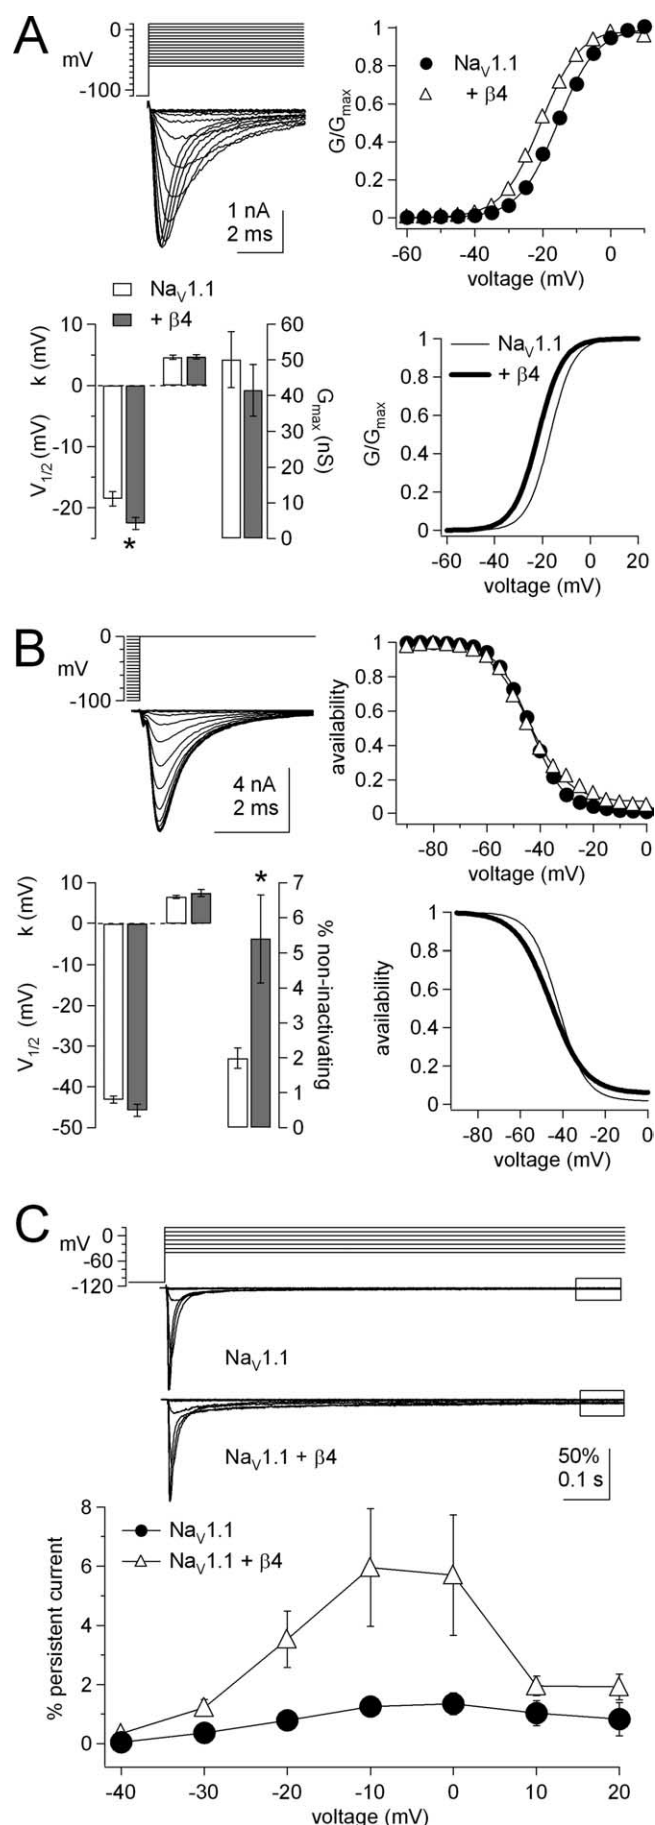 A
0
mV
-100
1 nA
2 ms
1
0.8
0.6
0.4
0.2
0
G/Gmax
NaV1.1
+ β4
-60 -40 -20 0
voltage (mV)
NaV1.1
+ β4
10
0
-10
-20
k (mV)
V1/2 (mV)
*
60
50
40
30
20
10
0
Gmax (nS)
1
0.8
0.6
0.4
0.2
0
G/Gmax
NaV1.1
+ β4
-60 -40 -20 0 20
voltage (mV)
B
0
mV
-100
4 nA
2 ms
1
0.8
0.6
0.4
0.2
0
availability
-80 -60 -40 -20 0
voltage (mV)
10
0
-10
-20
-30
-40
-50
k (mV)
V1/2 (mV)
*
7
6
5
4
3
2
1
0
% non-inactivating
1
0.8
0.6
0.4
0.2
0
availability
-80 -60 -40 -20 0
voltage (mV)
C
0
mV
-60
-120
NaV1.1
NaV1.1 + β4
50%
0.1 s
8
6
4
2
0
% persistent current
NaV1.1
NaV1.1 + β4
-40 -30 -20 -10 0 10 20
voltage (mV)